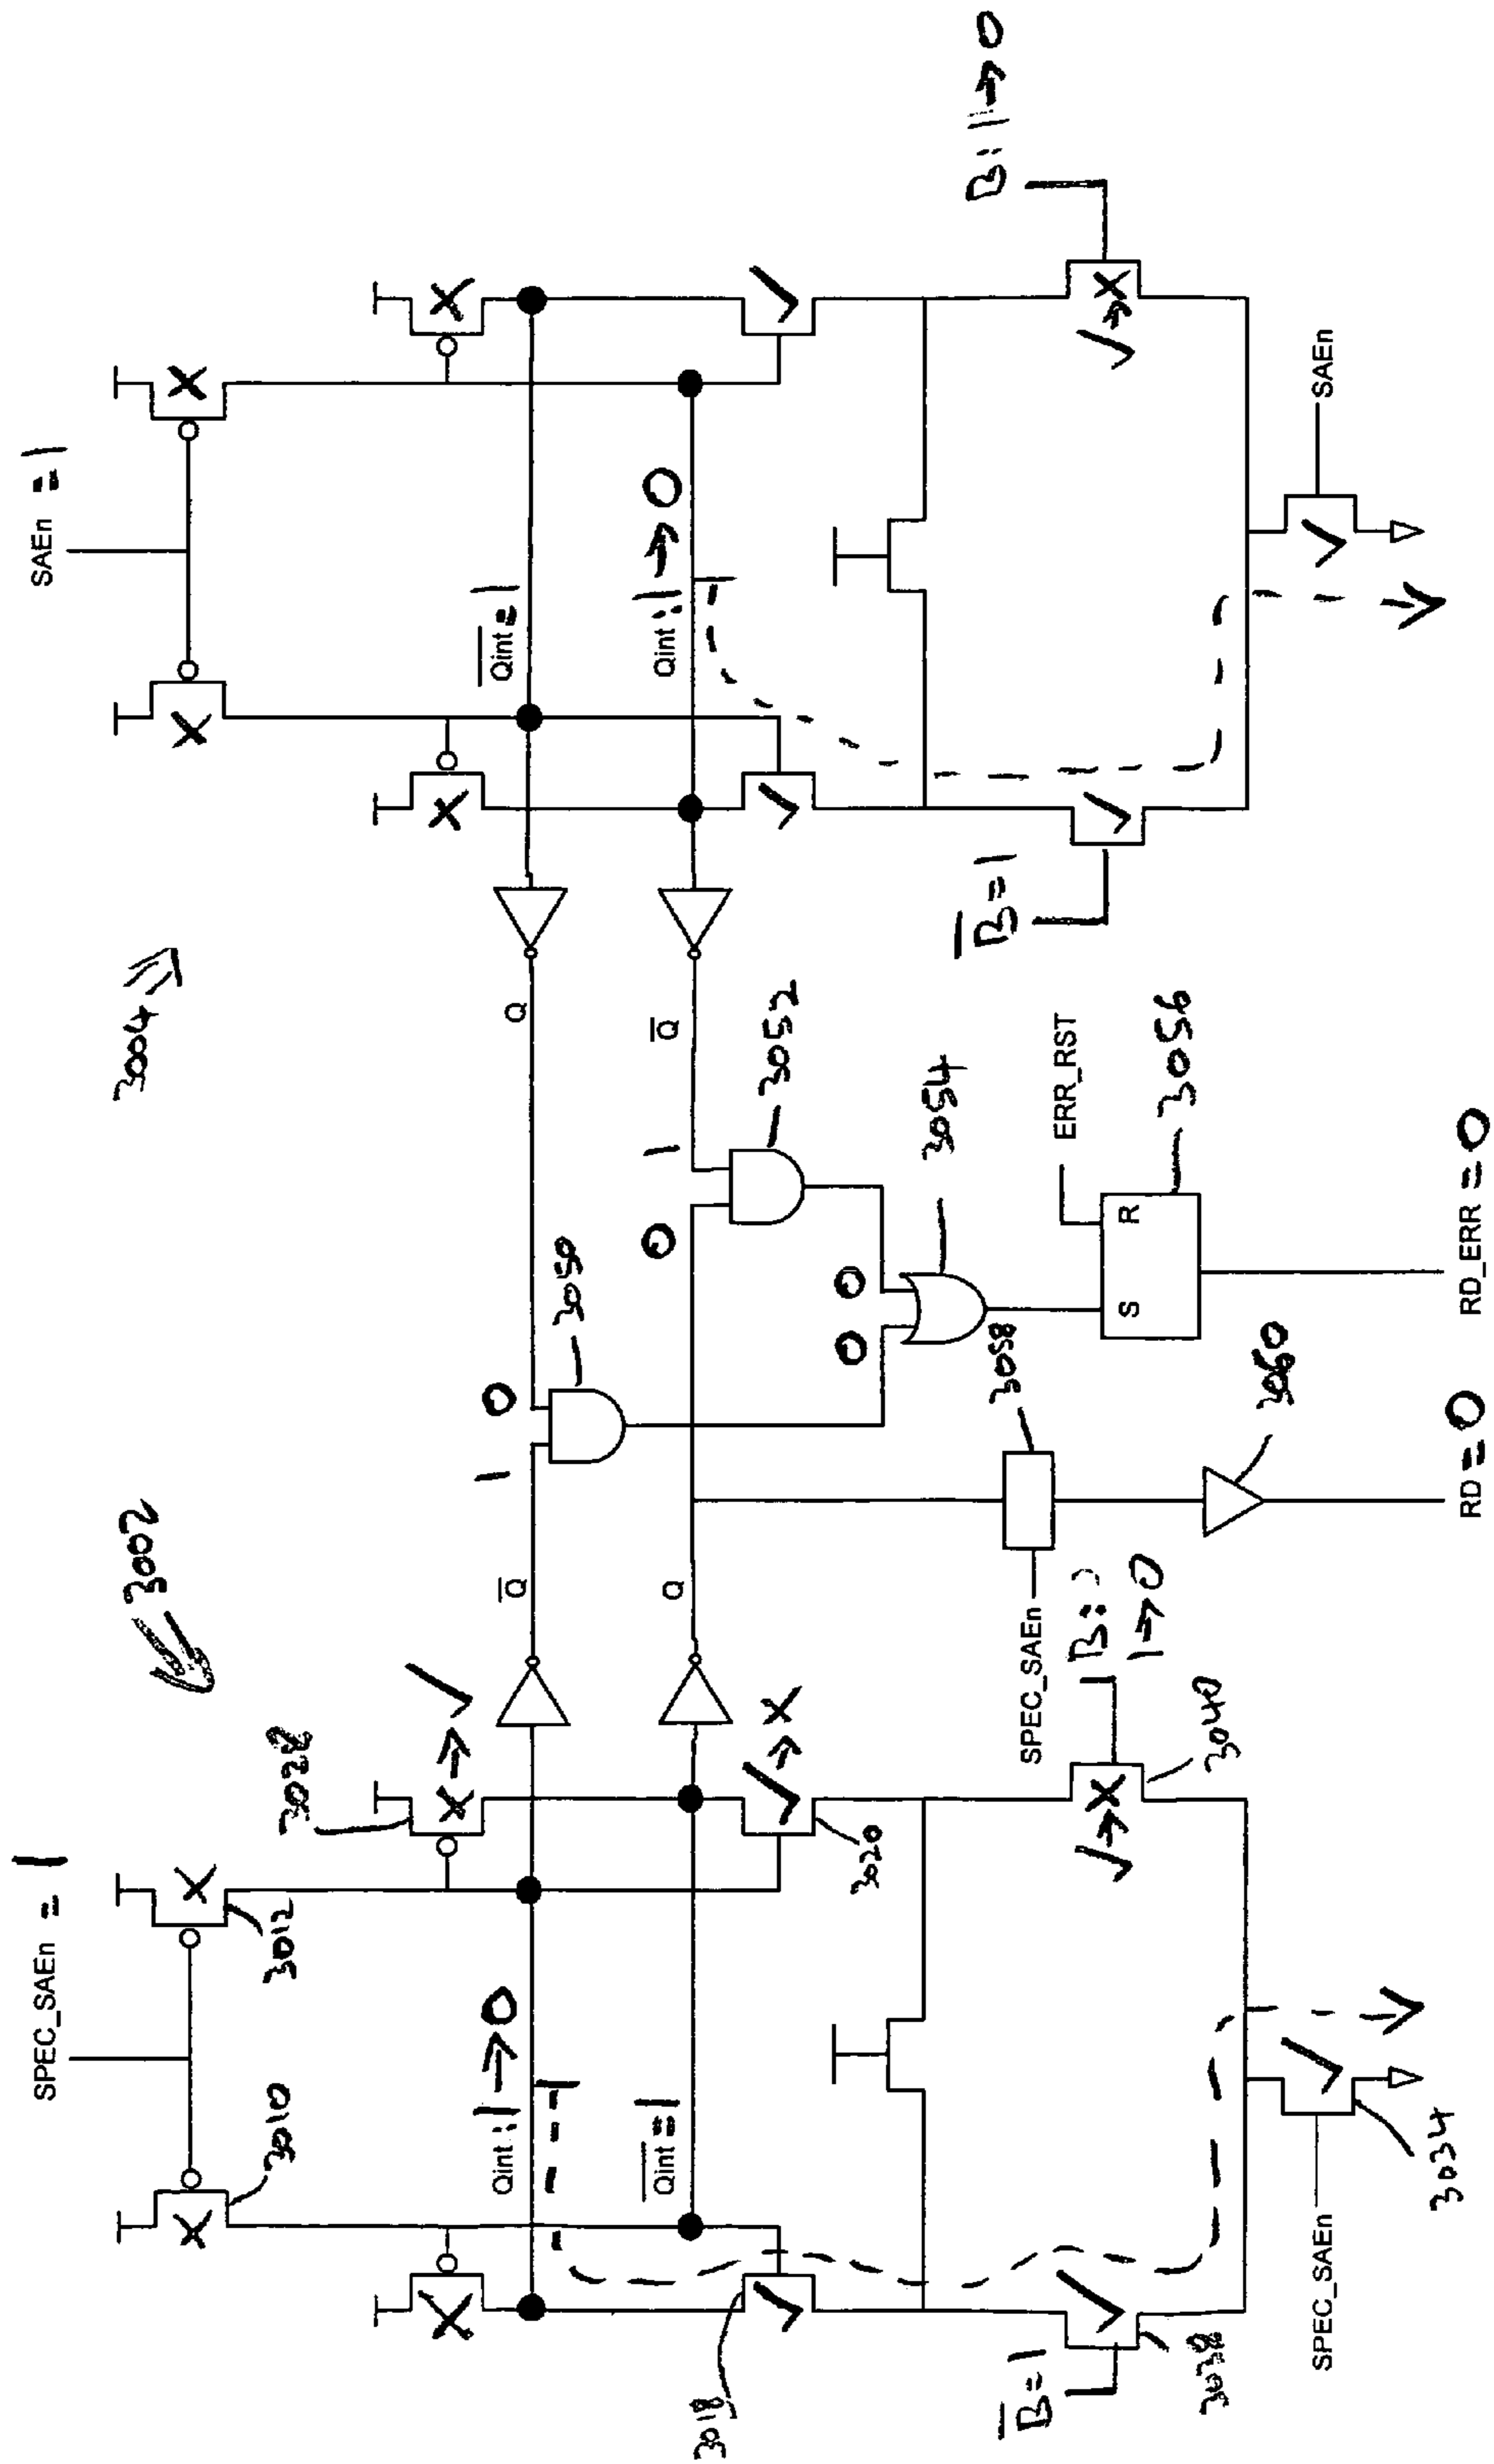 SPEC_SAEn = 1
SAEn = 1
3002
3004
3010
3012
3028
X
X
X
X
X
X → ✓
X
X
Qint : 1 → 0
Q̅
1
0
Q
Q̅i̅n̅t̅ = 1
3050
Q̅i̅n̅t̅ = 1
Q
0
1
Q̅
Qint : 1 → 0
3018
✓
✓ → X
3020
3052
✓
✓
0
0
3054
B̅ = 1
✓
3038
✓ → X
B :
1 → 0
3040
SPEC_SAEn
3058
S
R
ERR_RST
3056
B̅ = 1
✓
✓ → X
B : 1 → 0
SPEC_SAEn
✓
3034
3060
✓
SAEn
RD = 0
RD_ERR = 0